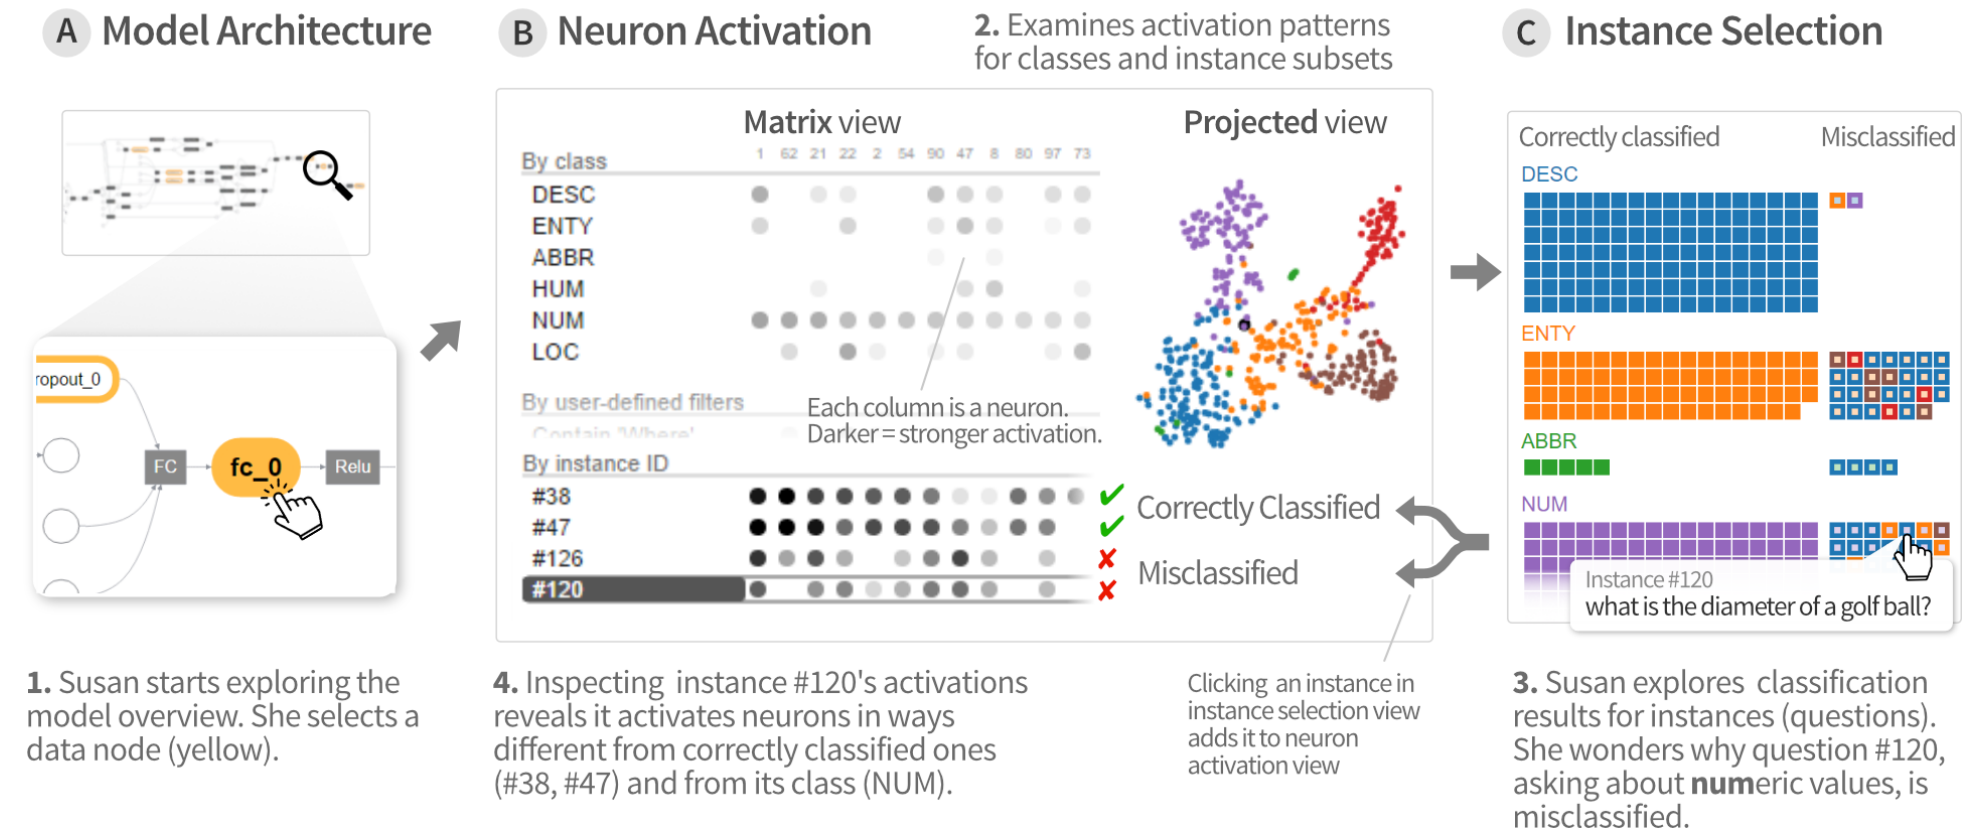 A Model Architecture
ropout_0
FC
fc_0
Relu
1. Susan starts exploring the
model overview. She selects a
data node (yellow).
B Neuron Activation
2. Examines activation patterns
for classes and instance subsets
Matrix view
By class 1 62 21 22 2 54 90 47 8 80 97 73
DESC
ENTY
ABBR
HUM
NUM
LOC
By user-defined filters
Contain 'Where'
Each column is a neuron.
Darker = stronger activation.
By instance ID
#38
#47
#126
#120
Projected view
Correctly Classified
Misclassified
4. Inspecting instance #120's activations
reveals it activates neurons in ways
different from correctly classified ones
(#38, #47) and from its class (NUM).
Clicking an instance in
instance selection view
adds it to neuron
activation view
C Instance Selection
Correctly classified Misclassified
DESC
ENTY
ABBR
NUM
Instance #120
what is the diameter of a golf ball?
3. Susan explores classification
results for instances (questions).
She wonders why question #120,
asking about numeric values, is
misclassified.